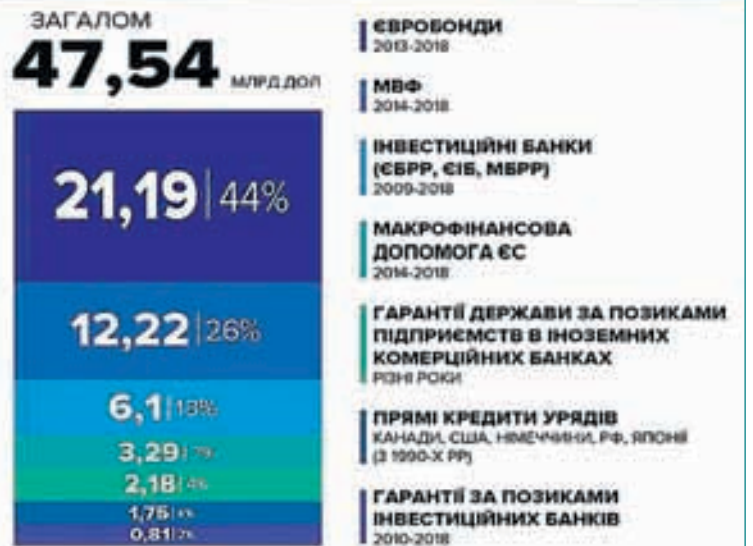 ЗАГАЛОМ
47,54 МЛРД ДОЛ
21,19 44%
12,22 26%
6,1 13%
3,29 7%
2,18 4%
1,75 4%
0,81 2%
ЄВРОБОНДИ
2013-2018
МВФ
2014-2018
ІНВЕСТИЦІЙНІ БАНКИ
(ЄБРР, ЄІБ, МБРР)
2009-2018
МАКРОФІНАНСОВА
ДОПОМОГА ЄС
2014-2018
ГАРАНТІЇ ДЕРЖАВИ ЗА ПОЗИКАМИ
ПІДПРИЄМСТВ В ІНОЗЕМНИХ
КОМЕРЦІЙНИХ БАНКАХ
РІЗНІ РОКИ
ПРЯМІ КРЕДИТИ УРЯДІВ
КАНАДИ, США, НІМЕЧЧИНИ, РФ, ЯПОНІЇ
(З 1990-Х РР)
ГАРАНТІЇ ЗА ПОЗИКАМИ
ІНВЕСТИЦІЙНИХ БАНКІВ
2010-2018